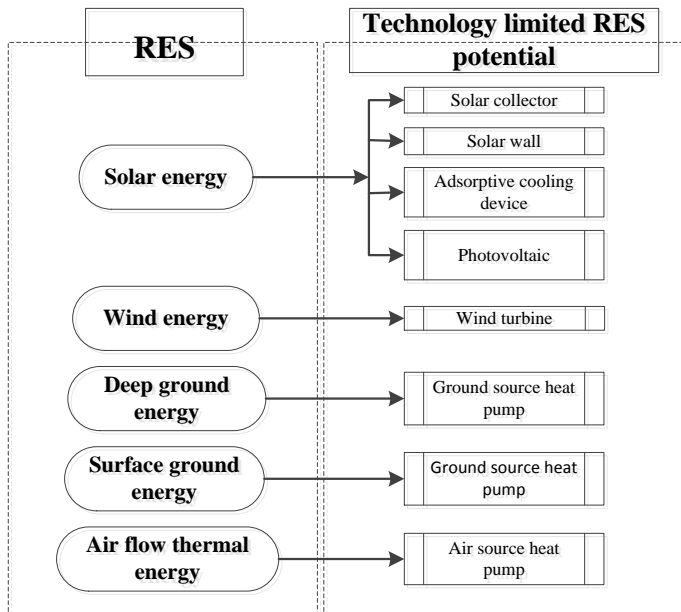 RES
Technology limited RES
potential
Solar energy
Solar collector
Solar wall
Adsorptive cooling
device
Photovoltaic
Wind energy
Wind turbine
Deep ground
energy
Ground source heat
pump
Surface ground
energy
Ground source heat
pump
Air flow thermal
energy
Air source heat
pump